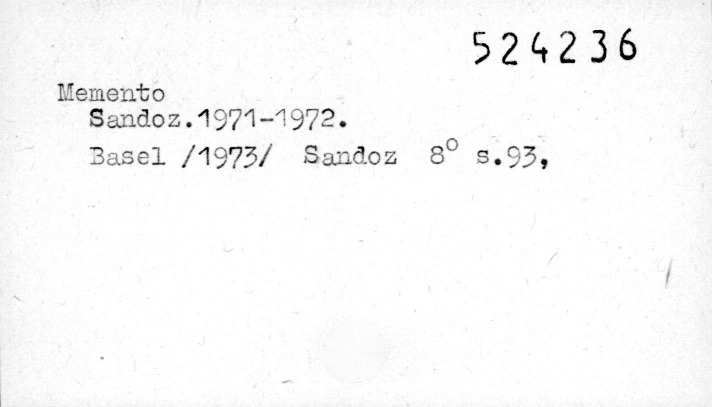 524236
Memento
Sandoz.1971-1972.
Basel /1973/ Sandoz 8° s.93,